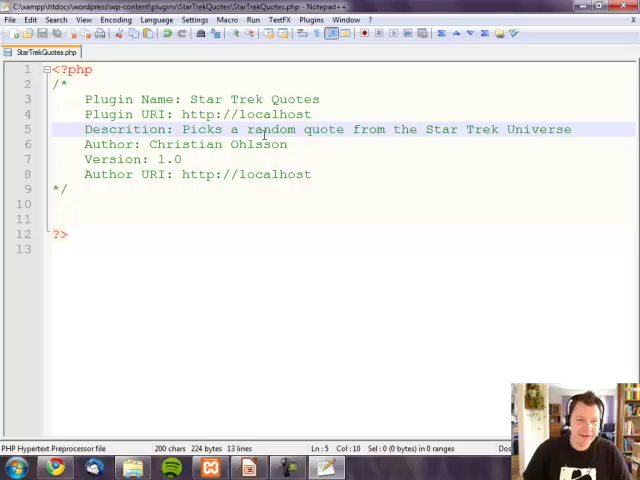 C:\xampp\htdocs\wordpress\wp-content\plugins\StarTrekQuotes\StarTrekQuotes.php - Notepad++
File Edit Search View Encoding Language Settings Macro Run TextFX Plugins Window ? X
StarTrekQuotes.php
1 <?php
2 /*
3 Plugin Name: Star Trek Quotes
4 Plugin URI: http://localhost
5 Descrition: Picks a random quote from the Star Trek Universe
6 Author: Christian Ohlsson
7 Version: 1.0
8 Author URI: http://localhost
9 */
10
11
12 ?>
13
PHP Hypertext Preprocessor file 200 chars 224 bytes 13 lines Ln : 5 Col : 10 Sel : 0 (0 bytes) in 0 ranges Dos